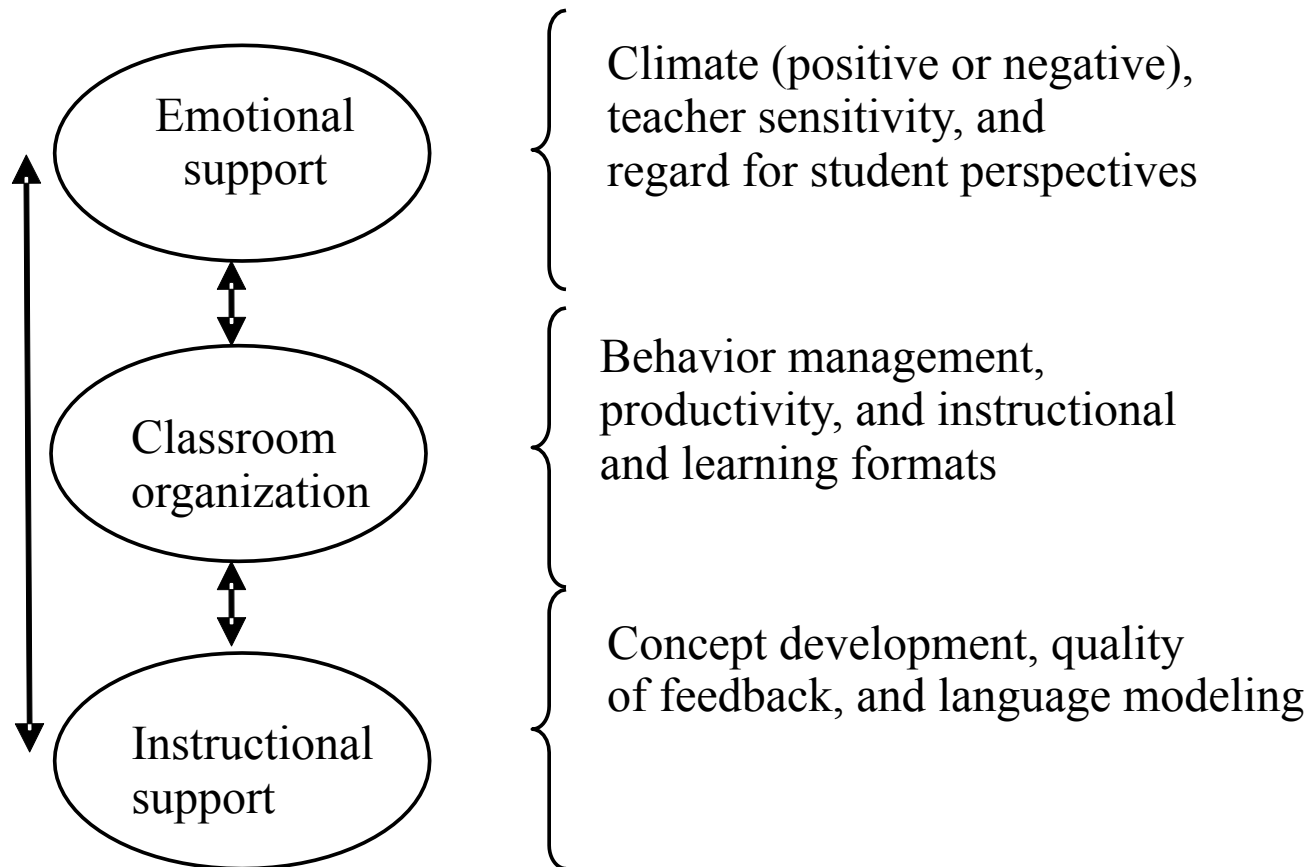 Emotional
support
Climate (positive or negative),
teacher sensitivity, and
regard for student perspectives
Classroom
organization
Behavior management,
productivity, and instructional
and learning formats
Instructional
support
Concept development, quality
of feedback, and language modeling